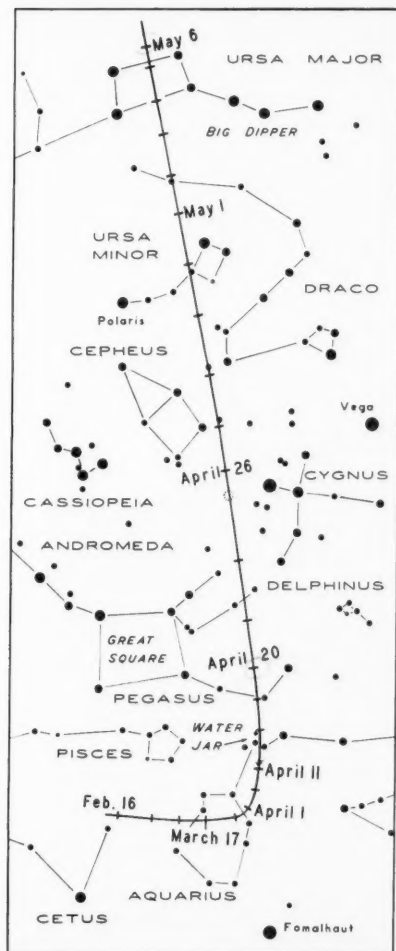 May 6
URSA MAJOR
BIG DIPPER
May 1
URSA
MINOR
DRACO
Polaris
CEPHEUS
Vega
April 26
CYGNUS
CASSIOPEIA
ANDROMEDA
DELPHINUS
GREAT
SQUARE
April 20
PEGASUS
WATER
JAR
PISCES
April 11
Feb. 16
April 1
March 17
AQUARIUS
CETUS
Fomalhaut